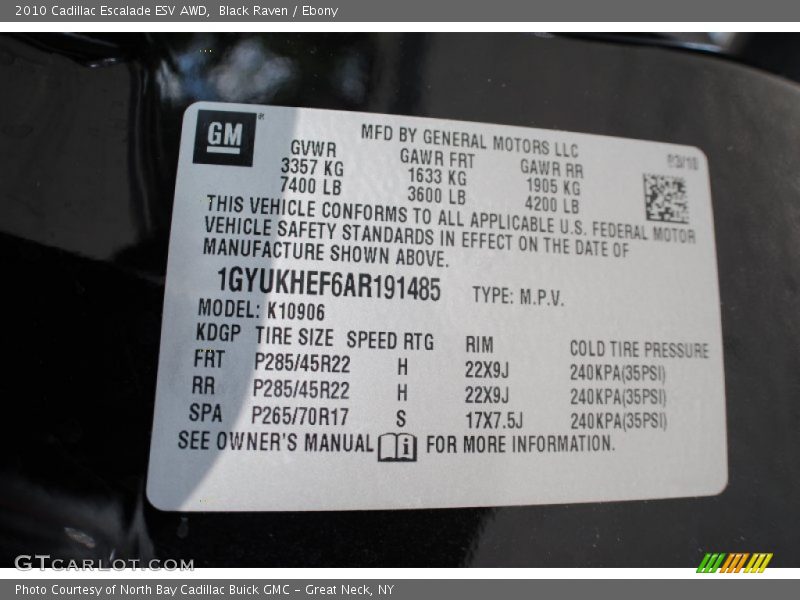 2010 Cadillac Escalade ESV AWD, Black Raven / Ebony
GM ®
MFD BY GENERAL MOTORS LLC
03/10
GVWR GAWR FRT GAWR RR
3357 KG 1633 KG 1905 KG
7400 LB 3600 LB 4200 LB
THIS VEHICLE CONFORMS TO ALL APPLICABLE U.S. FEDERAL MOTOR
VEHICLE SAFETY STANDARDS IN EFFECT ON THE DATE OF
MANUFACTURE SHOWN ABOVE.
1GYUKHEF6AR191485 TYPE: M.P.V.
MODEL: K10906
KDGP TIRE SIZE SPEED RTG RIM COLD TIRE PRESSURE
FRT P285/45R22 H 22X9J 240KPA(35PSI)
RR P285/45R22 H 22X9J 240KPA(35PSI)
SPA P265/70R17 S 17X7.5J 240KPA(35PSI)
SEE OWNER'S MANUAL i FOR MORE INFORMATION.
GTCARLOT.COM
Photo Courtesy of North Bay Cadillac Buick GMC - Great Neck, NY